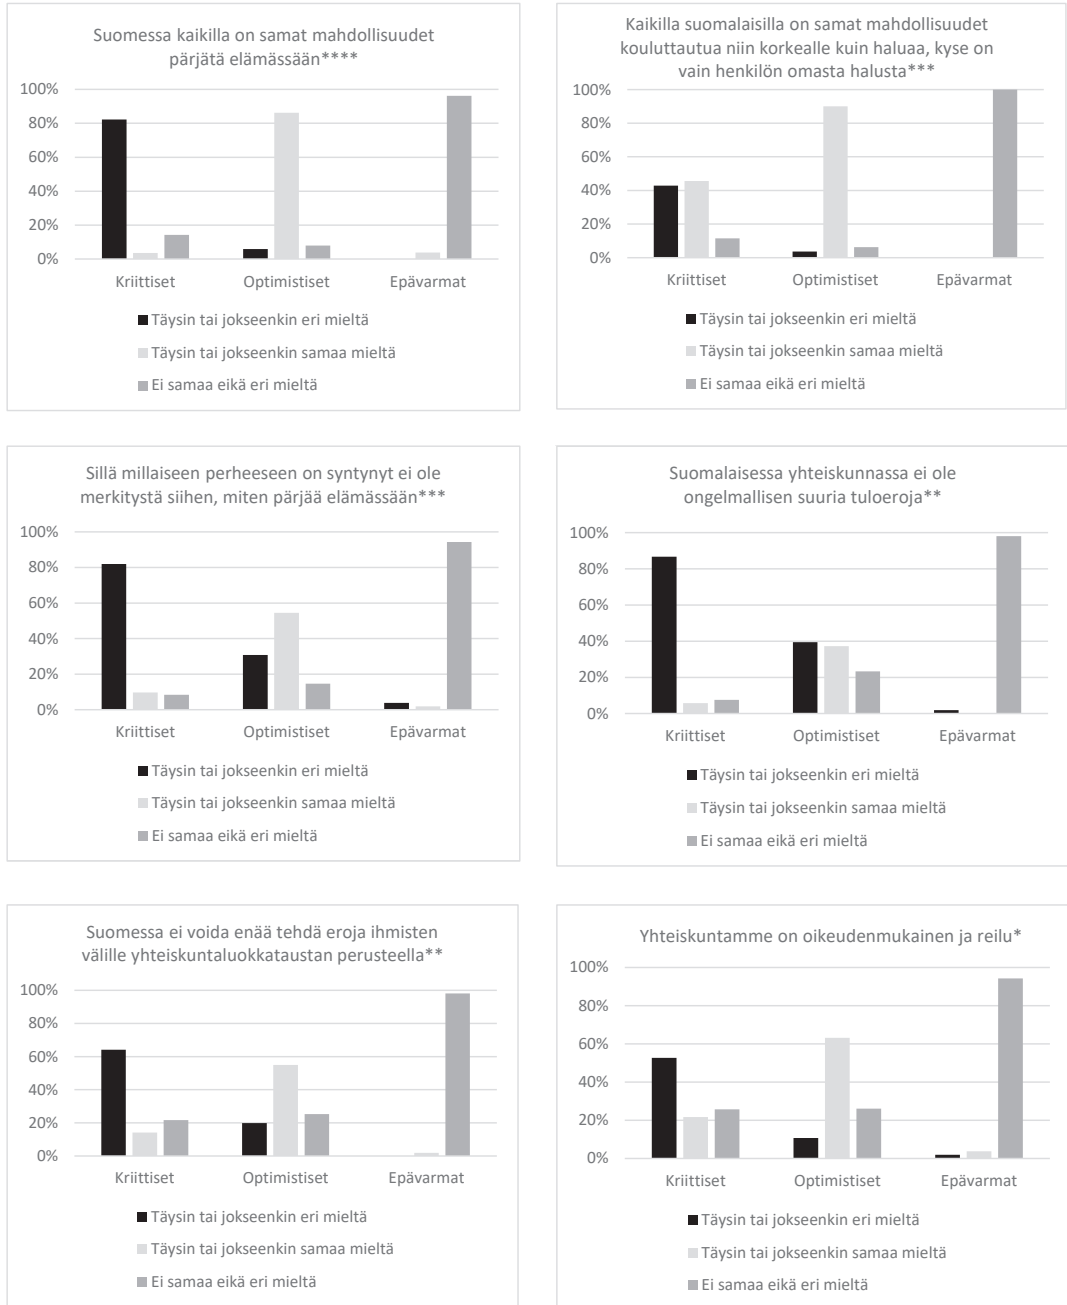 Suomessa kaikilla on samat mahdollisuudet
pärjätä elämässään****
100%
80%
60%
40%
20%
0%
Kriittiset
Optimistiset
Epävarmat
Täysin tai jokseenkin eri mieltä
Täysin tai jokseenkin samaa mieltä
Ei samaa eikä eri mieltä
Kaikilla suomalaisilla on samat mahdollisuudet
kouluttautua niin korkealle kuin haluaa, kyse on
vain henkilön omasta halusta***
100%
80%
60%
40%
20%
0%
Kriittiset
Optimistiset
Epävarmat
Täysin tai jokseenkin eri mieltä
Täysin tai jokseenkin samaa mieltä
Ei samaa eikä eri mieltä
Sillä millaiseen perheeseen on syntynyt ei ole
merkitystä siihen, miten pärjää elämässään***
100%
80%
60%
40%
20%
0%
Kriittiset
Optimistiset
Epävarmat
Täysin tai jokseenkin eri mieltä
Täysin tai jokseenkin samaa mieltä
Ei samaa eikä eri mieltä
Suomalaisessa yhteiskunnassa ei ole
ongelmallisen suuria tuloeroja**
100%
80%
60%
40%
20%
0%
Kriittiset
Optimistiset
Epävarmat
Täysin tai jokseenkin eri mieltä
Täysin tai jokseenkin samaa mieltä
Ei samaa eikä eri mieltä
Suomessa ei voida enää tehdä eroja ihmisten
välille yhteiskuntaluokkataustan perusteella**
100%
80%
60%
40%
20%
0%
Kriittiset
Optimistiset
Epävarmat
Täysin tai jokseenkin eri mieltä
Täysin tai jokseenkin samaa mieltä
Ei samaa eikä eri mieltä
Yhteiskuntamme on oikeudenmukainen ja reilu*
100%
80%
60%
40%
20%
0%
Kriittiset
Optimistiset
Epävarmat
Täysin tai jokseenkin eri mieltä
Täysin tai jokseenkin samaa mieltä
Ei samaa eikä eri mieltä